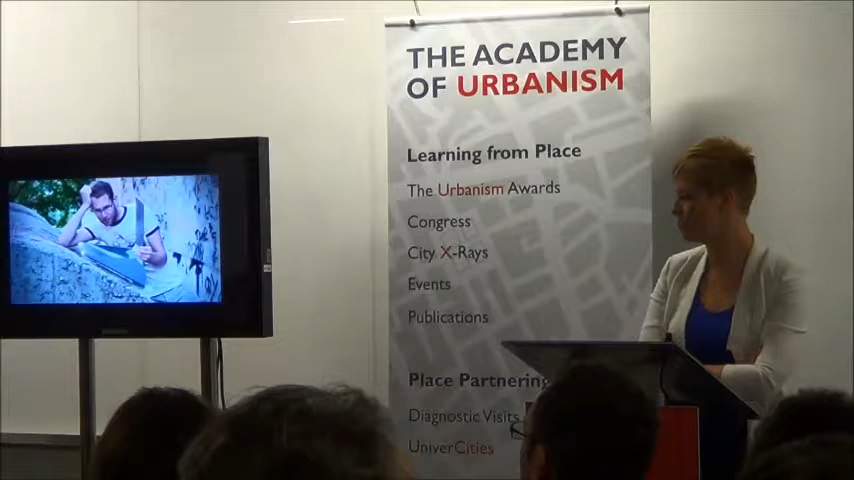 THE ACADEMY
OF URBANISM
Learning from Place
The Urbanism Awards
Congress
City X-Rays
Events
Publications
Place Partnering
Diagnostic Visits
UniverCities